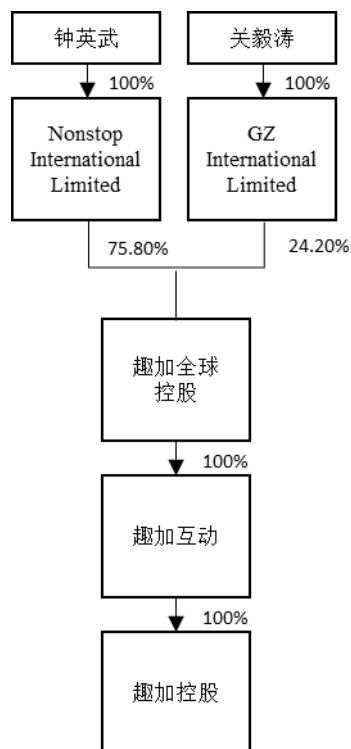 钟英武
关毅涛
100%
100%
Nonstop
International
Limited
GZ
International
Limited
75.80%
24.20%
趣加全球
控股
100%
趣加互动
100%
趣加控股